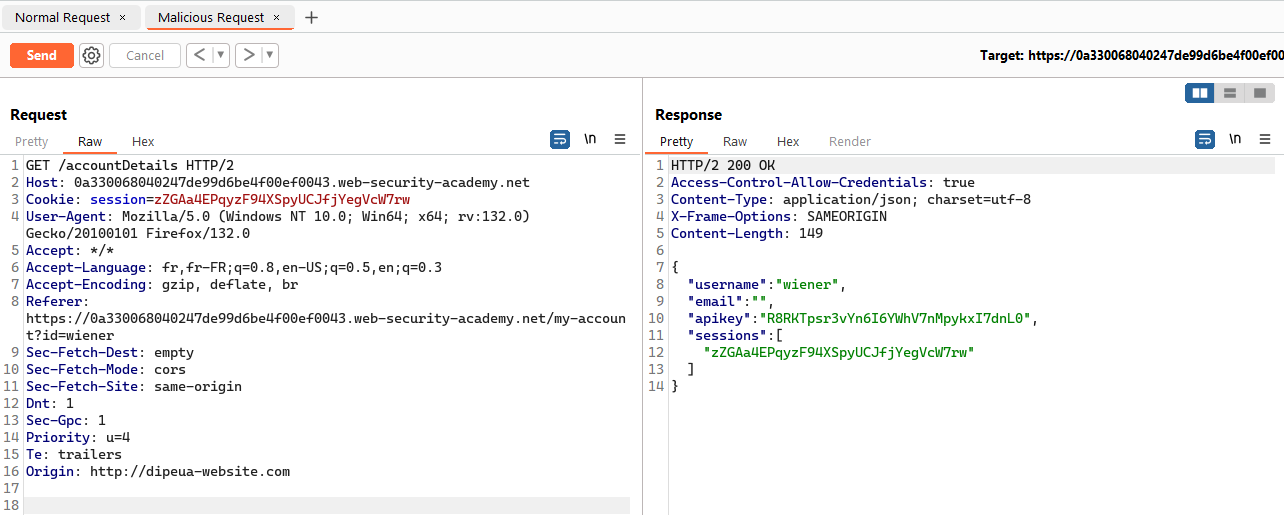 Normal Request × Malicious Request × +
Send Cancel < > Target: https://0a330068040247de99d6be4f00ef00
Request
Pretty Raw Hex \n
1 GET /accountDetails HTTP/2
2 Host: 0a330068040247de99d6be4f00ef0043.web-security-academy.net
3 Cookie: session=zZGAa4EPqyzF94XSpyUCJfjYegVcW7rw
4 User-Agent: Mozilla/5.0 (Windows NT 10.0; Win64; x64; rv:132.0)
Gecko/20100101 Firefox/132.0
5 Accept: */*
6 Accept-Language: fr,fr-FR;q=0.8,en-US;q=0.5,en;q=0.3
7 Accept-Encoding: gzip, deflate, br
8 Referer:
https://0a330068040247de99d6be4f00ef0043.web-security-academy.net/my-accoun
t?id=wiener
9 Sec-Fetch-Dest: empty
10 Sec-Fetch-Mode: cors
11 Sec-Fetch-Site: same-origin
12 Dnt: 1
13 Sec-Gpc: 1
14 Priority: u=4
15 Te: trailers
16 Origin: http://dipeua-website.com
17
18
Response
Pretty Raw Hex Render \n
1 HTTP/2 200 OK
2 Access-Control-Allow-Credentials: true
3 Content-Type: application/json; charset=utf-8
4 X-Frame-Options: SAMEORIGIN
5 Content-Length: 149
6
7 {
8 "username":"wiener",
9 "email":"",
10 "apikey":"R8RKTpsr3vYn6I6YWhV7nMpykxI7dnL0",
11 "sessions":[
12 "zZGAa4EPqyzF94XSpyUCJfjYegVcW7rw"
13 ]
14 }